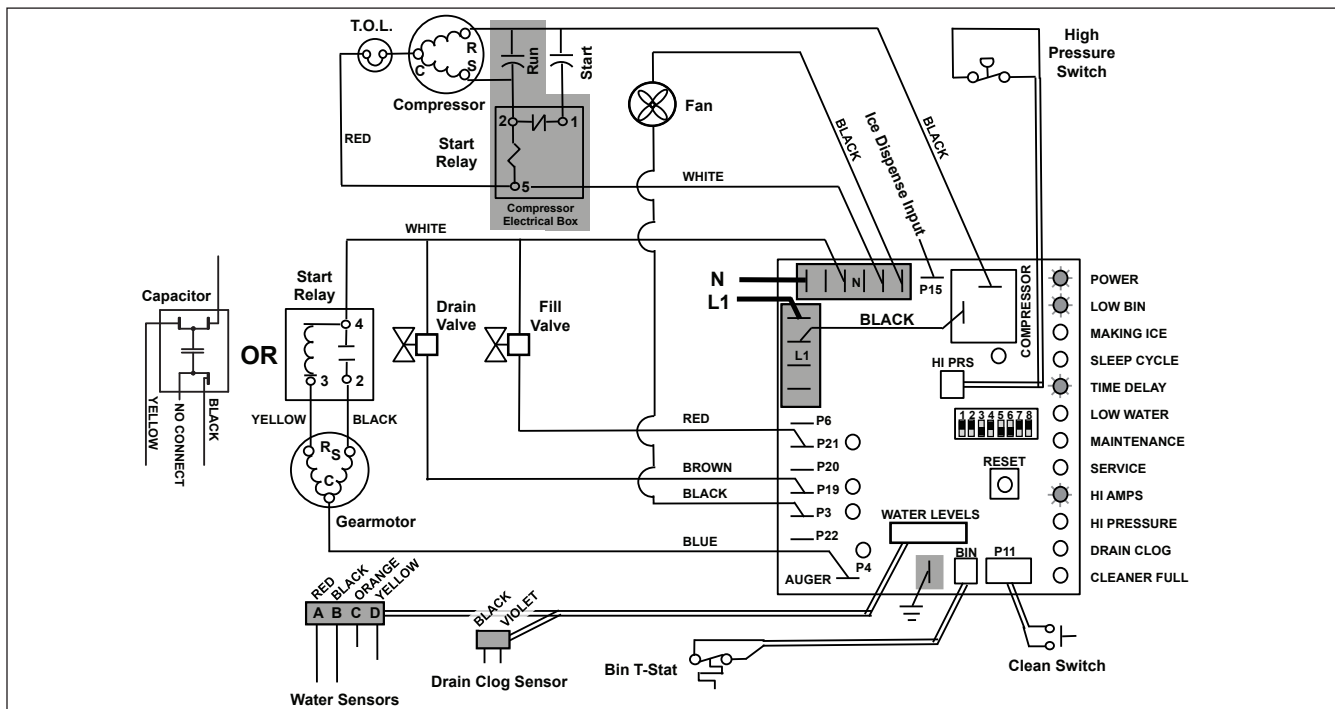 T.O.L.
R
S
C
Compressor
Run
Start
2
1
5
Start
Relay
Compressor
Electrical Box
RED
WHITE
Fan
BLACK
Ice Dispense Input
BLACK
High
Pressure
Switch
WHITE
Capacitor
YELLOW
NO CONNECT
BLACK
OR
Start
Relay
4
3
2
YELLOW
BLACK
R
S
C
Gearmotor
Drain
Valve
Fill
Valve
N
L1
N
P15
COMPRESSOR
BLACK
L1
HI PRS
1 2 3 4 5 6 7 8
RESET
RED
BROWN
BLACK
BLUE
P6
P21
P20
P19
P3
P22
P4
AUGER
WATER LEVELS
BIN
P11
POWER
LOW BIN
MAKING ICE
SLEEP CYCLE
TIME DELAY
LOW WATER
MAINTENANCE
SERVICE
HI AMPS
HI PRESSURE
DRAIN CLOG
CLEANER FULL
RED
BLACK
ORANGE
YELLOW
A B C D
Water Sensors
BLACK
VIOLET
Drain Clog Sensor
Bin T-Stat
Clean Switch